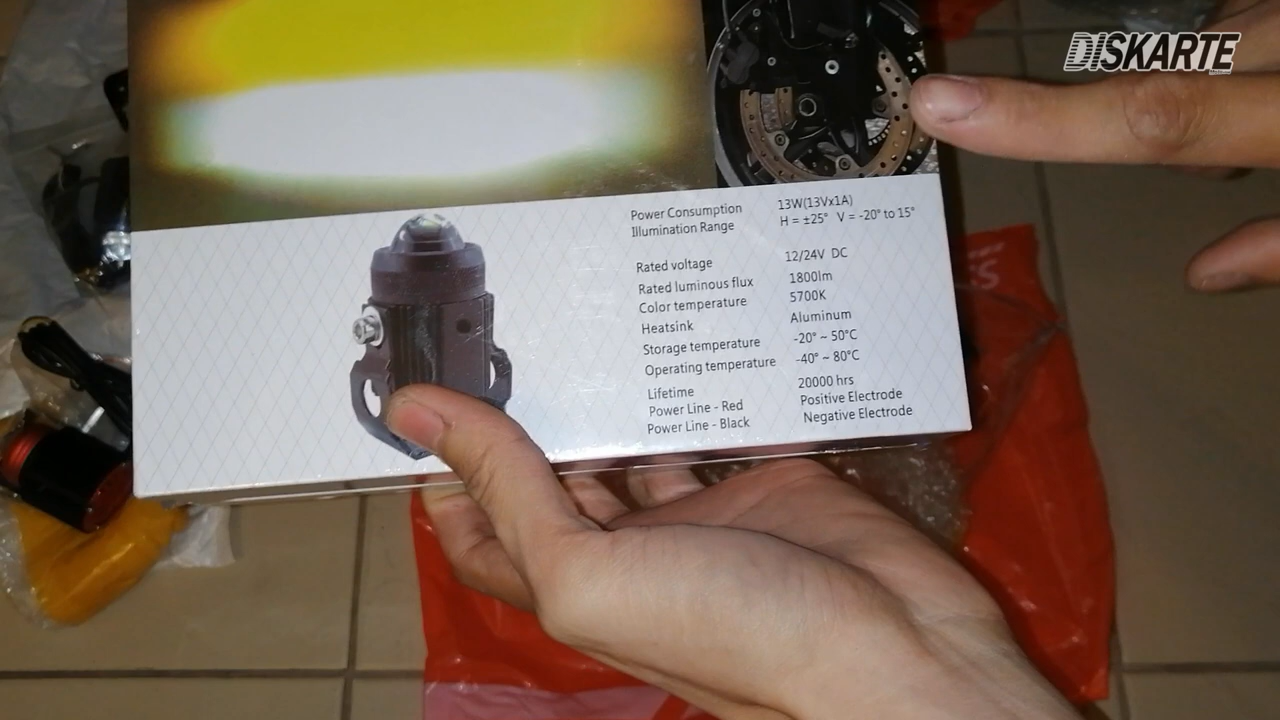 DISKARTE
Power Consumption 13W(13Vx1A)
Illumination Range H = ±25° V = -20° to 15°
Rated voltage 12/24V DC
Rated luminous flux 1800lm
Color temperature 5700K
Heatsink Aluminum
Storage temperature -20° ~ 50°C
Operating temperature -40° ~ 80°C
Lifetime 20000 hrs
Power Line - Red Positive Electrode
Power Line - Black Negative Electrode